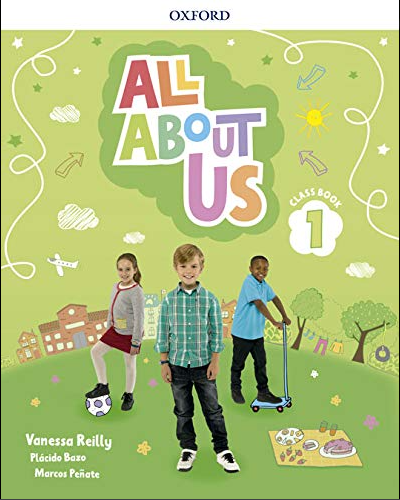 OXFORD
ALL
ABOUT
US
CLASS BOOK
1
Vanessa Reilly
Plácido Bazo
Marcos Peñate